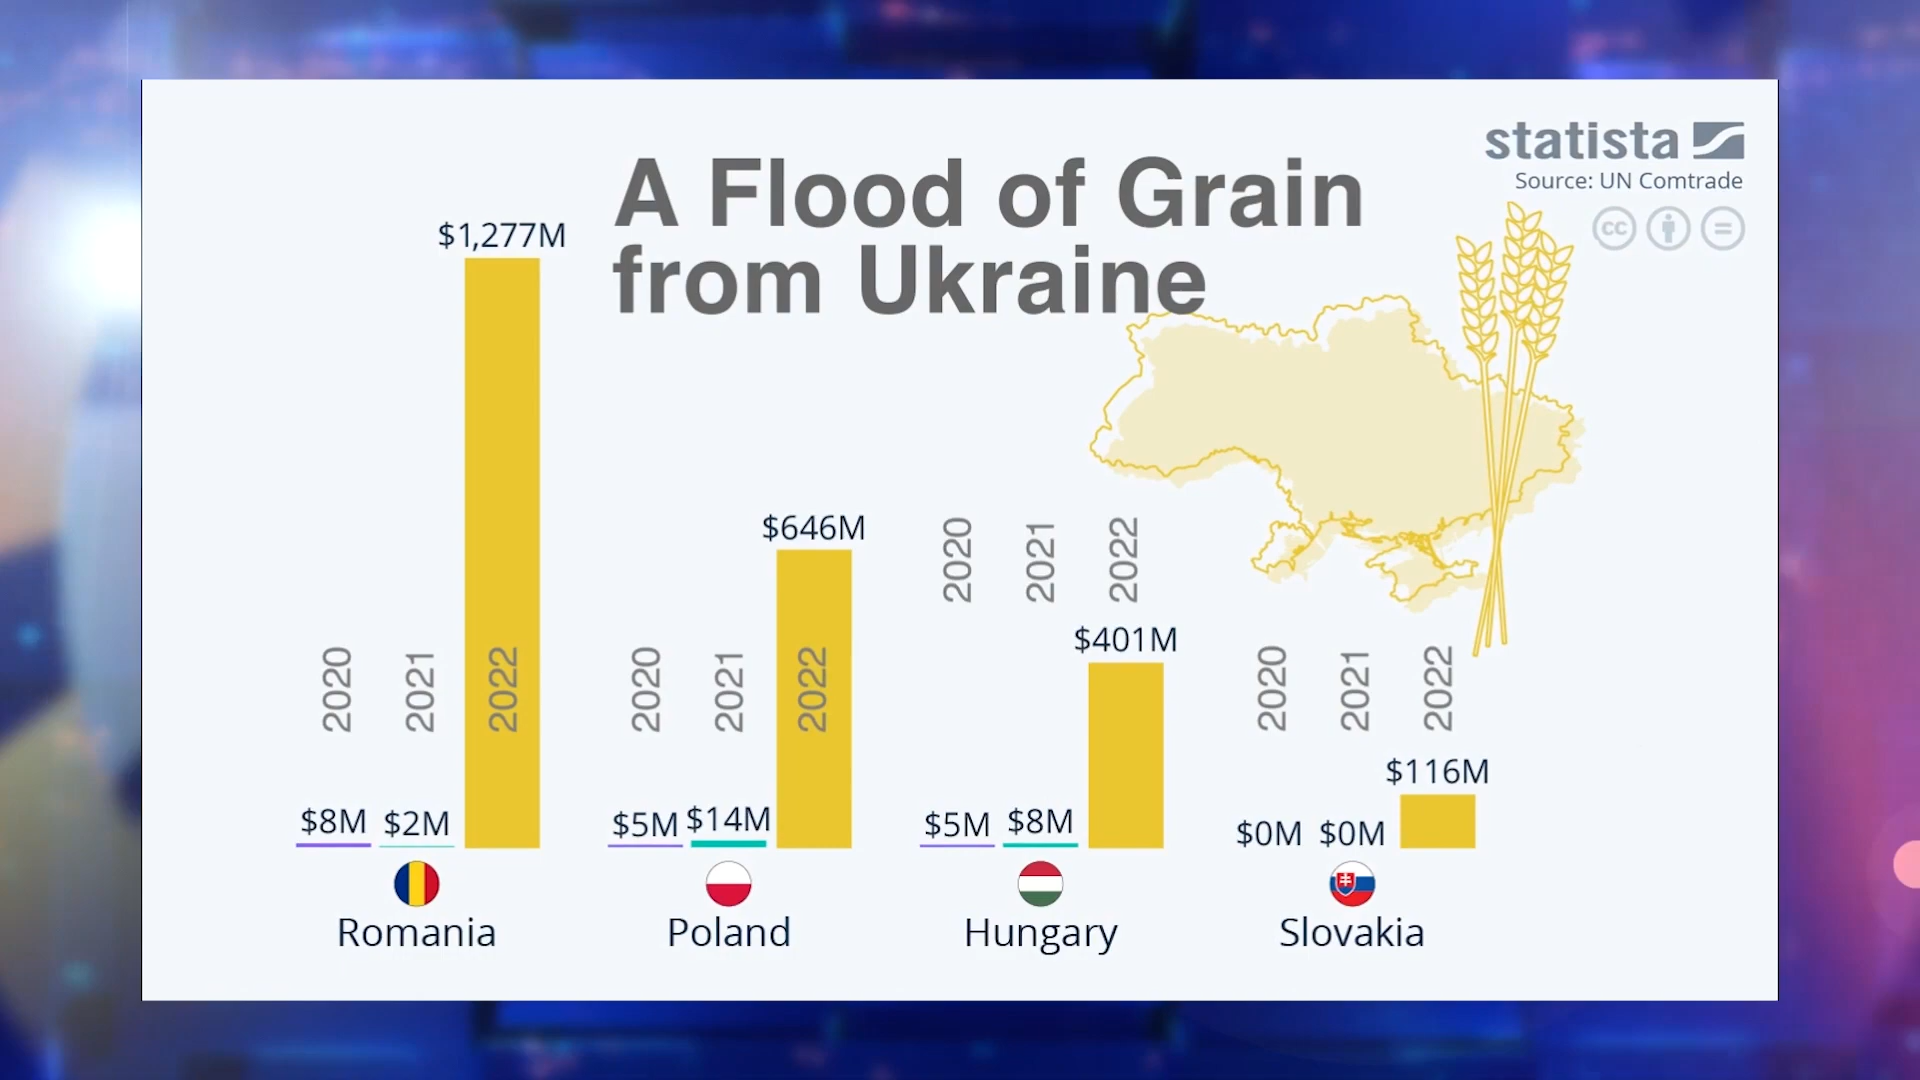 A Flood of Grain
from Ukraine
statista
Source: UN Comtrade
cc
$1,277M
2020
2021
2022
$8M
$2M
Romania
$646M
2020
2021
2022
$5M
$14M
Poland
2020
2021
2022
$401M
$5M
$8M
Hungary
2020
2021
2022
$116M
$0M
$0M
Slovakia